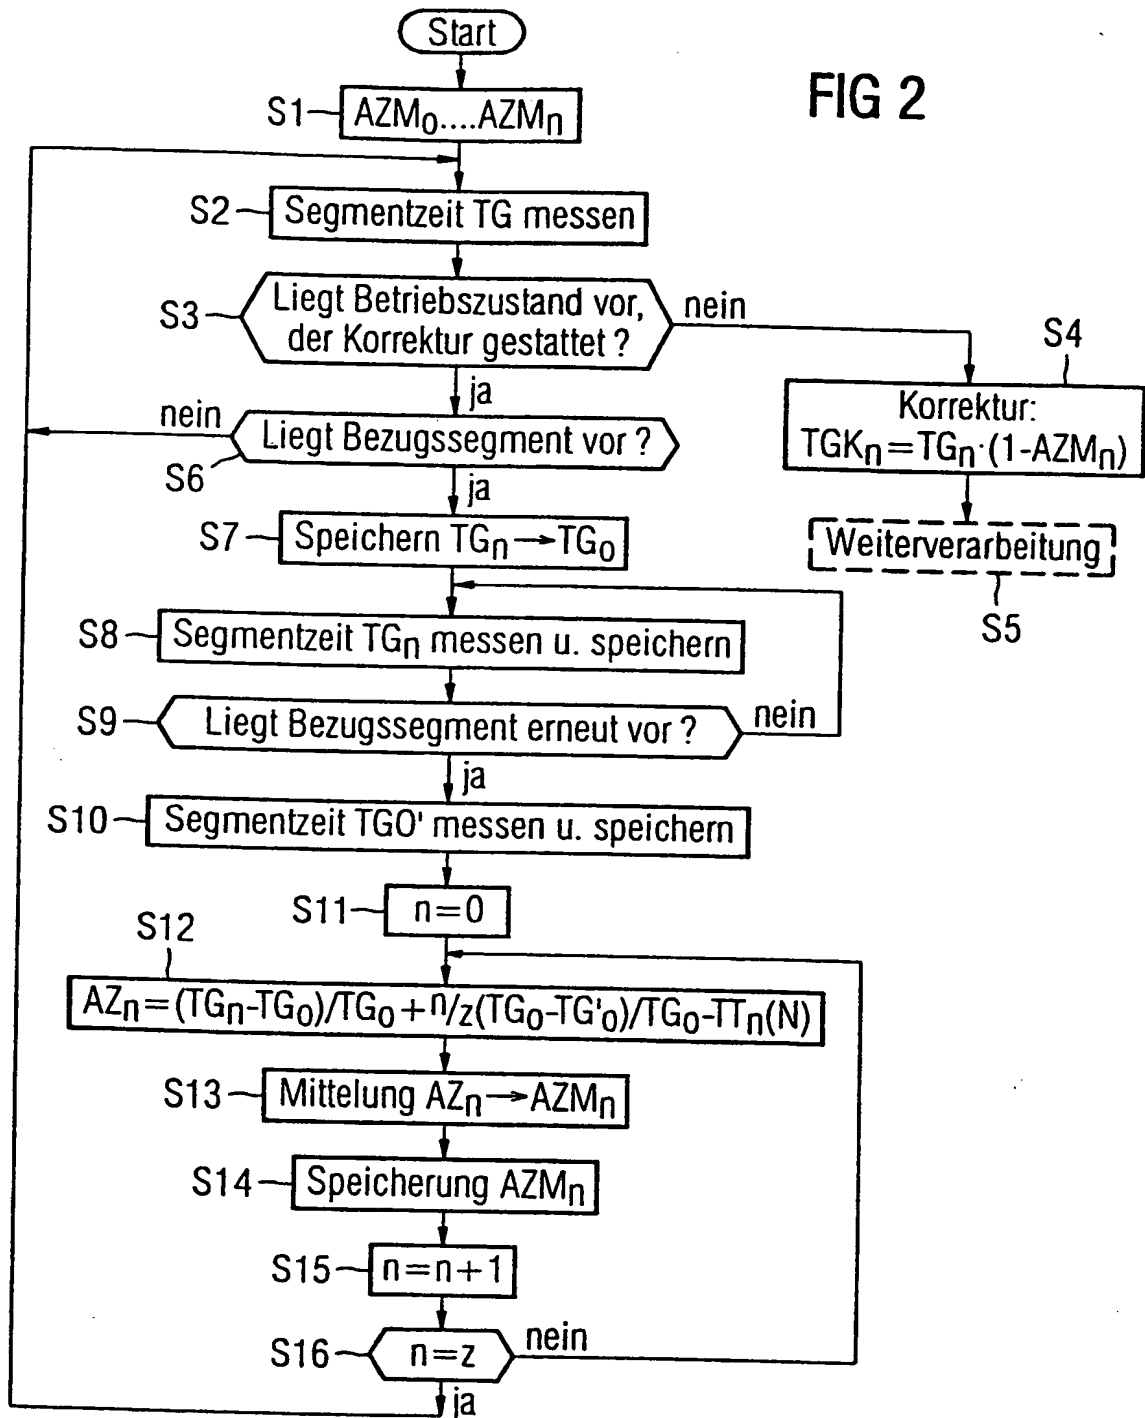 Start
FIG 2
S1
AZM₀....AZMₙ
S2
Segmentzeit TG messen
S3
Liegt Betriebszustand vor,
der Korrektur gestattet ?
nein
ja
S4
Korrektur:
TGKₙ=TGₙ·(1-AZMₙ)
Weiterverarbeitung
S5
nein
Liegt Bezugssegment vor ?
S6
ja
S7
Speichern TGₙ→TG₀
S8
Segmentzeit TGₙ messen u. speichern
S9
Liegt Bezugssegment erneut vor ?
nein
ja
S10
Segmentzeit TGO' messen u. speichern
S11
n=0
S12
AZₙ=(TGₙ-TG₀)/TG₀+n/z(TG₀-TG'₀)/TG₀-TTₙ(N)
S13
Mittelung AZₙ→AZMₙ
S14
Speicherung AZMₙ
S15
n=n+1
S16
n=z
nein
ja